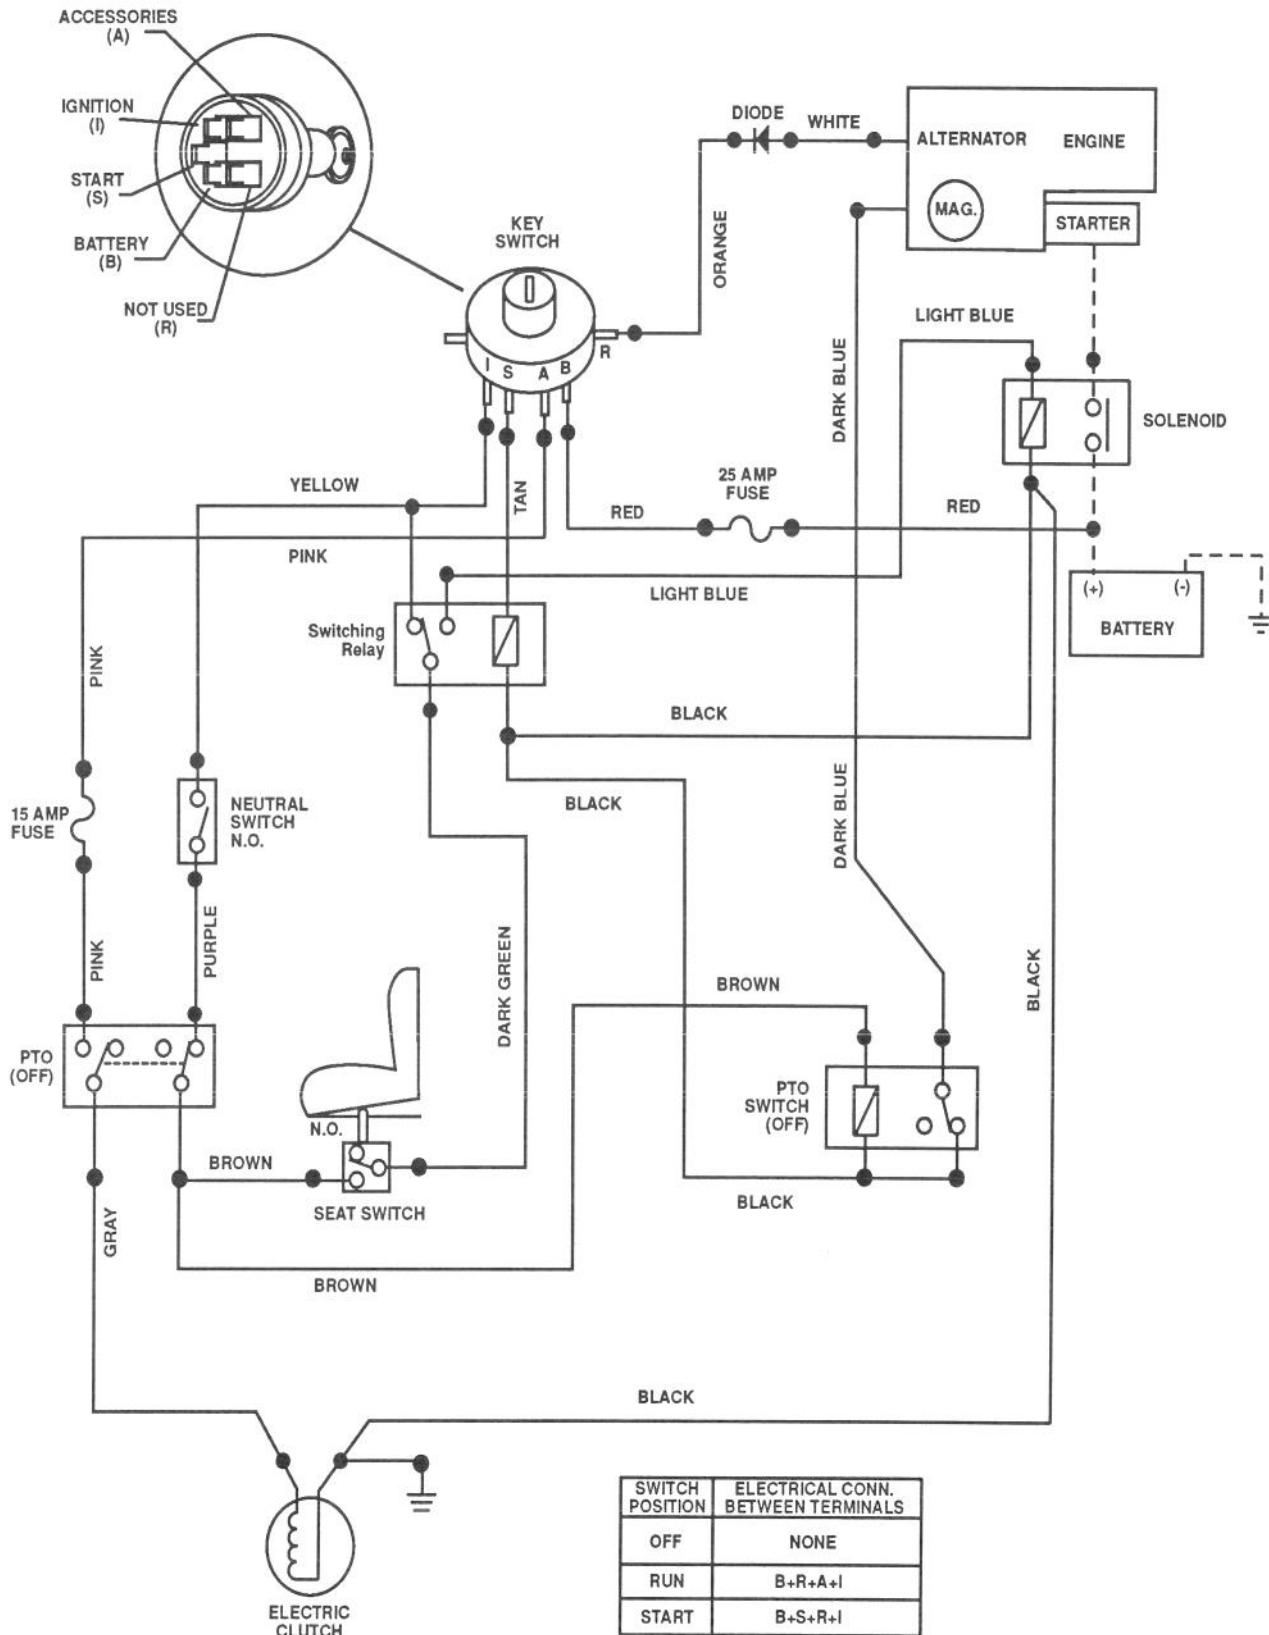 ACCESSORIES
(A)
IGNITION
(I)
START
(S)
BATTERY
(B)
NOT USED
(R)
KEY
SWITCH
I
S
A
B
R
DIODE
WHITE
ORANGE
ALTERNATOR
ENGINE
MAG.
STARTER
LIGHT BLUE
DARK BLUE
SOLENOID
YELLOW
TAN
25 AMP
FUSE
RED
RED
PINK
LIGHT BLUE
(+)
(-)
BATTERY
Switching
Relay
PINK
BLACK
15 AMP
FUSE
NEUTRAL
SWITCH
N.O.
BLACK
DARK BLUE
PINK
PURPLE
DARK GREEN
BROWN
BLACK
PTO
(OFF)
PTO
SWITCH
(OFF)
N.O.
BROWN
SEAT SWITCH
BLACK
GRAY
BROWN
BLACK
ELECTRIC
CLUTCH
SWITCH
POSITION
ELECTRICAL CONN.
BETWEEN TERMINALS
OFF
NONE
RUN
B+R+A+I
START
B+S+R+I